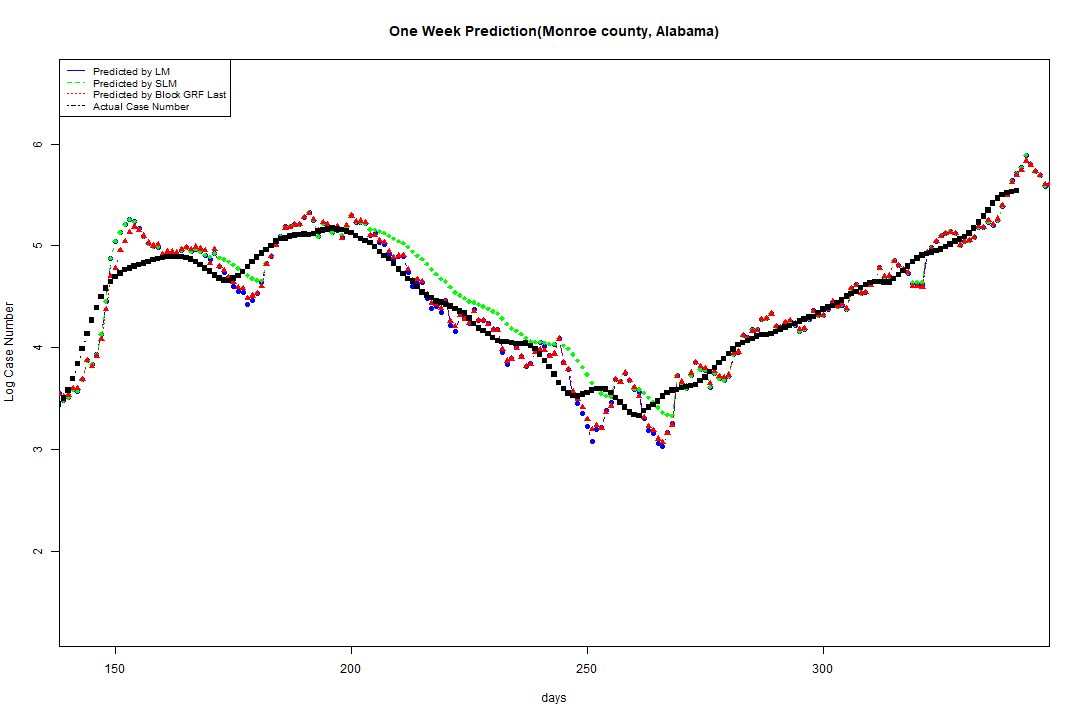 One Week Prediction(Monroe county, Alabama)
Predicted by LM
Predicted by SLM
Predicted by Block GRF Last
Actual Case Number
6
5
4
3
2
Log Case Number
150 200 250 300
days